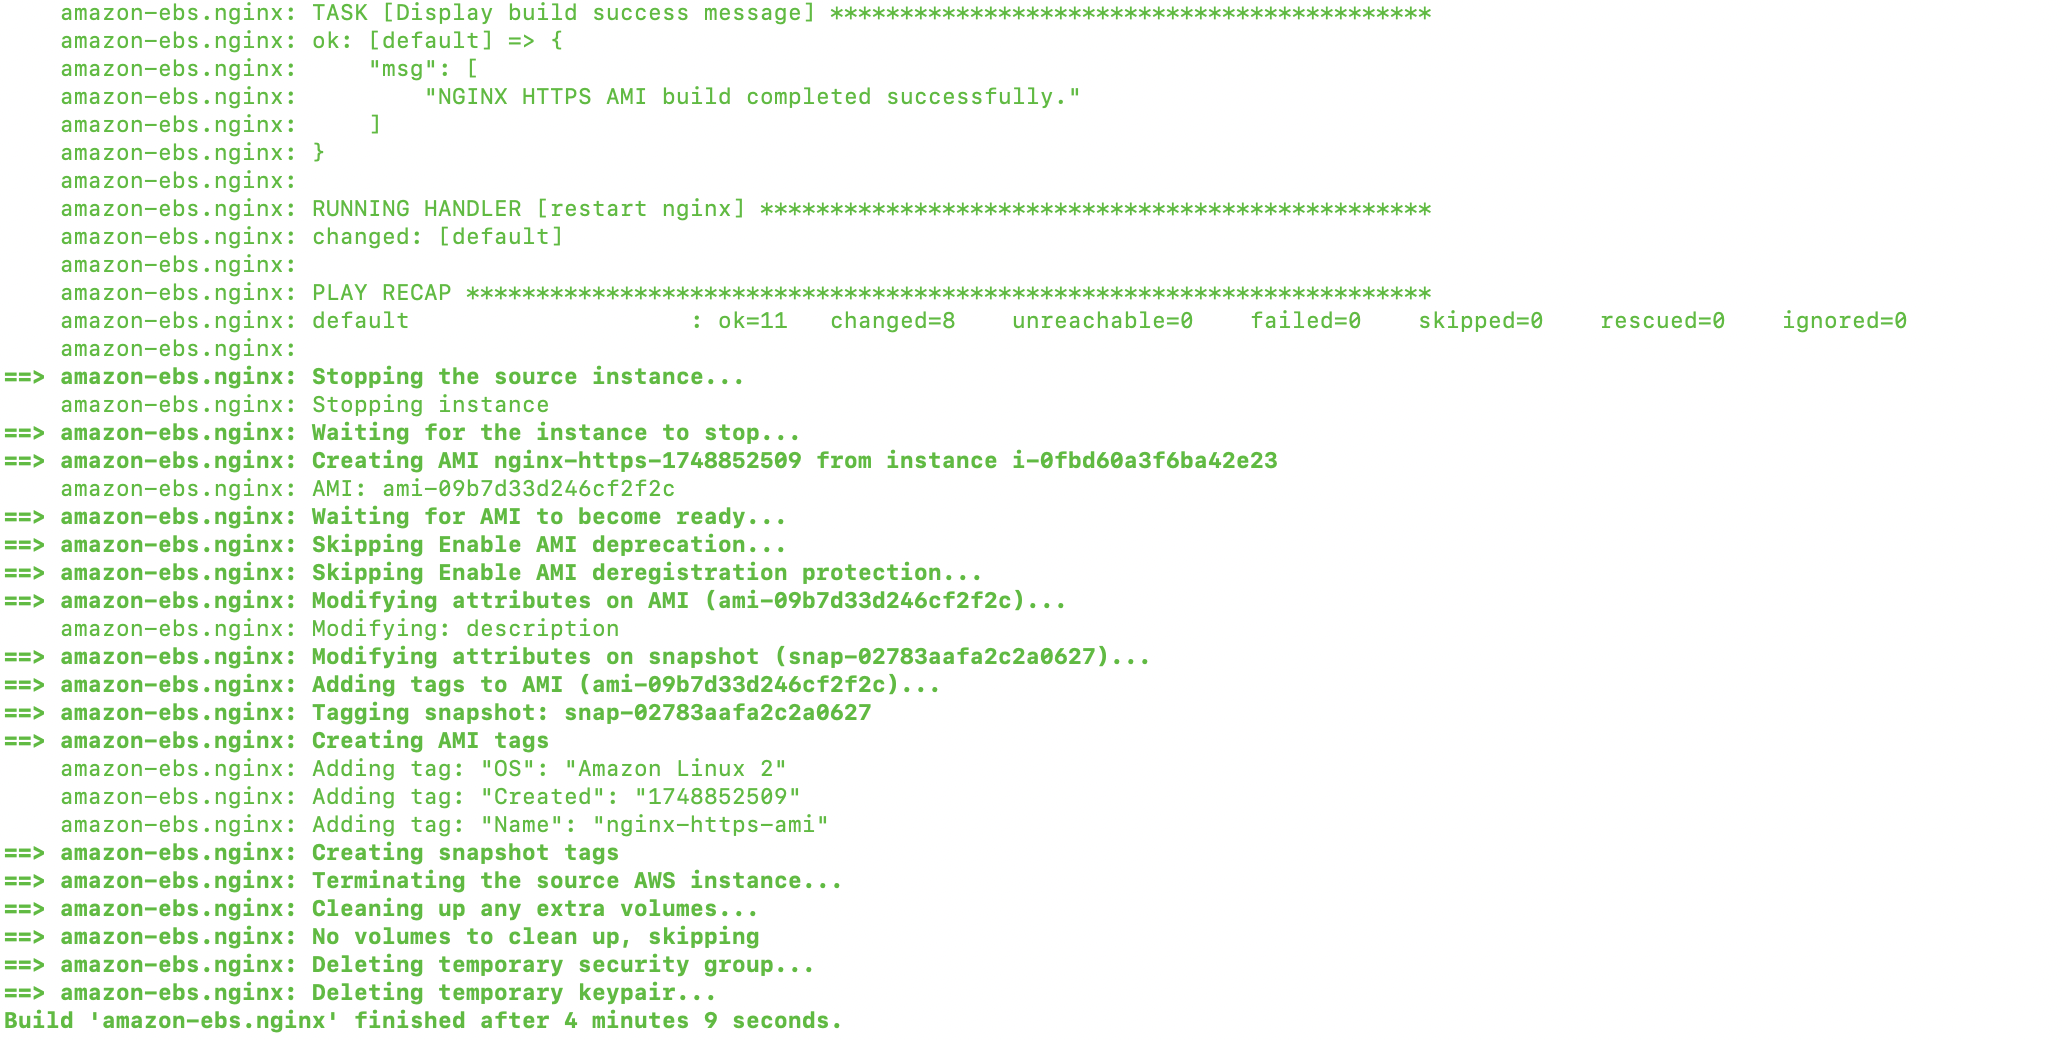 amazon-ebs.nginx: TASK [Display build success message] *******************************************
amazon-ebs.nginx: ok: [default] => {
amazon-ebs.nginx:     "msg": [
amazon-ebs.nginx:         "NGINX HTTPS AMI build completed successfully."
amazon-ebs.nginx:     ]
amazon-ebs.nginx: }
amazon-ebs.nginx:
amazon-ebs.nginx: RUNNING HANDLER [restart nginx] ************************************************
amazon-ebs.nginx: changed: [default]
amazon-ebs.nginx:
amazon-ebs.nginx: PLAY RECAP *********************************************************************
amazon-ebs.nginx: default                    : ok=11   changed=8    unreachable=0    failed=0    skipped=0    rescued=0    ignored=0
amazon-ebs.nginx:
==> amazon-ebs.nginx: Stopping the source instance...
amazon-ebs.nginx: Stopping instance
==> amazon-ebs.nginx: Waiting for the instance to stop...
==> amazon-ebs.nginx: Creating AMI nginx-https-1748852509 from instance i-0fbd60a3f6ba42e23
amazon-ebs.nginx: AMI: ami-09b7d33d246cf2f2c
==> amazon-ebs.nginx: Waiting for AMI to become ready...
==> amazon-ebs.nginx: Skipping Enable AMI deprecation...
==> amazon-ebs.nginx: Skipping Enable AMI deregistration protection...
==> amazon-ebs.nginx: Modifying attributes on AMI (ami-09b7d33d246cf2f2c)...
amazon-ebs.nginx: Modifying: description
==> amazon-ebs.nginx: Modifying attributes on snapshot (snap-02783aafa2c2a0627)...
==> amazon-ebs.nginx: Adding tags to AMI (ami-09b7d33d246cf2f2c)...
==> amazon-ebs.nginx: Tagging snapshot: snap-02783aafa2c2a0627
==> amazon-ebs.nginx: Creating AMI tags
amazon-ebs.nginx: Adding tag: "OS": "Amazon Linux 2"
amazon-ebs.nginx: Adding tag: "Created": "1748852509"
amazon-ebs.nginx: Adding tag: "Name": "nginx-https-ami"
==> amazon-ebs.nginx: Creating snapshot tags
==> amazon-ebs.nginx: Terminating the source AWS instance...
==> amazon-ebs.nginx: Cleaning up any extra volumes...
==> amazon-ebs.nginx: No volumes to clean up, skipping
==> amazon-ebs.nginx: Deleting temporary security group...
==> amazon-ebs.nginx: Deleting temporary keypair...
Build 'amazon-ebs.nginx' finished after 4 minutes 9 seconds.